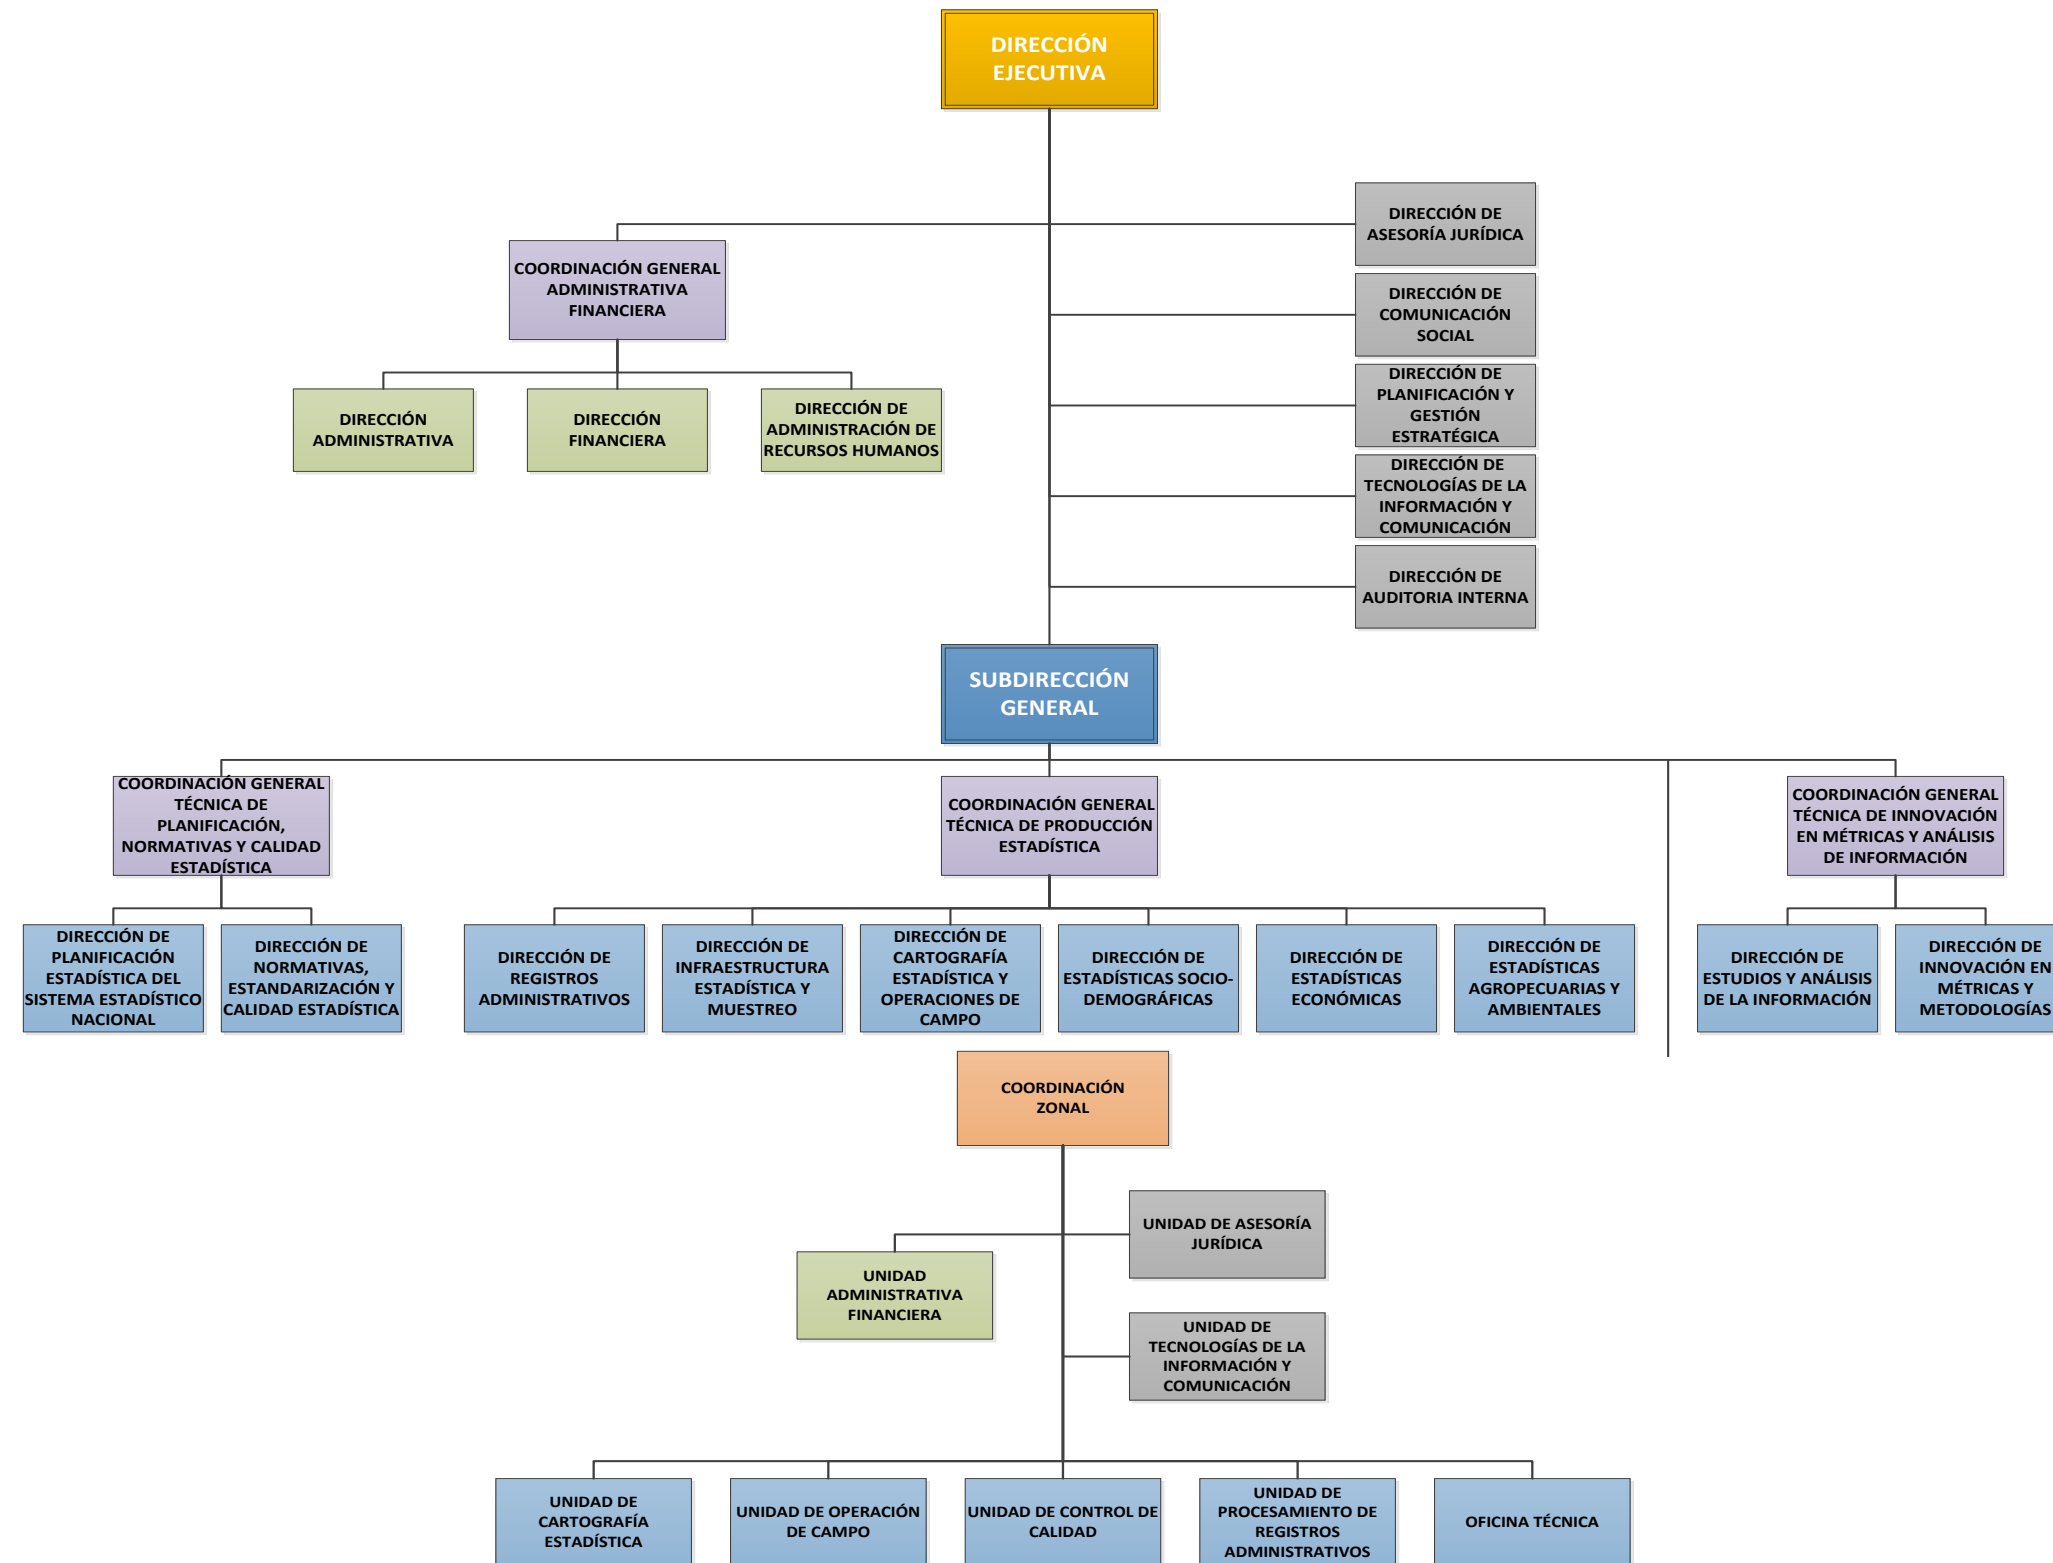 DIRECCIÓN
EJECUTIVA
DIRECCIÓN DE
ASESORÍA JURÍDICA
COORDINACIÓN GENERAL
ADMINISTRATIVA
FINANCIERA
DIRECCIÓN DE
COMUNICACIÓN
SOCIAL
DIRECCIÓN DE
PLANIFICACIÓN Y
GESTIÓN
ESTRATÉGICA
DIRECCIÓN
ADMINISTRATIVA
DIRECCIÓN
FINANCIERA
DIRECCIÓN DE
ADMINISTRACIÓN DE
RECURSOS HUMANOS
DIRECCIÓN DE
TECNOLOGÍAS DE LA
INFORMACIÓN Y
COMUNICACIÓN
DIRECCIÓN DE
AUDITORIA INTERNA
SUBDIRECCIÓN
GENERAL
COORDINACIÓN GENERAL
TÉCNICA DE
PLANIFICACIÓN,
NORMATIVAS Y CALIDAD
ESTADÍSTICA
COORDINACIÓN GENERAL
TÉCNICA DE PRODUCCIÓN
ESTADÍSTICA
COORDINACIÓN GENERAL
TÉCNICA DE INNOVACIÓN
EN MÉTRICAS Y ANÁLISIS
DE INFORMACIÓN
DIRECCIÓN DE
PLANIFICACIÓN
ESTADÍSTICA DEL
SISTEMA ESTADÍSTICO
NACIONAL
DIRECCIÓN DE
NORMATIVAS,
ESTANDARIZACIÓN Y
CALIDAD ESTADÍSTICA
DIRECCIÓN DE
REGISTROS
ADMINISTRATIVOS
DIRECCIÓN DE
INFRAESTRUCTURA
ESTADÍSTICA Y
MUESTREO
DIRECCIÓN DE
CARTOGRAFÍA
ESTADÍSTICA Y
OPERACIONES DE
CAMPO
DIRECCIÓN DE
ESTADÍSTICAS SOCIO-
DEMOGRÁFICAS
DIRECCIÓN DE
ESTADÍSTICAS
ECONÓMICAS
DIRECCIÓN DE
ESTADÍSTICAS
AGROPECUARIAS Y
AMBIENTALES
DIRECCIÓN DE
ESTUDIOS Y ANÁLISIS
DE LA INFORMACIÓN
DIRECCIÓN DE
INNOVACIÓN EN
MÉTRICAS Y
METODOLOGÍAS
COORDINACIÓN
ZONAL
UNIDAD DE ASESORÍA
JURÍDICA
UNIDAD
ADMINISTRATIVA
FINANCIERA
UNIDAD DE
TECNOLOGÍAS DE LA
INFORMACIÓN Y
COMUNICACIÓN
UNIDAD DE
CARTOGRAFÍA
ESTADÍSTICA
UNIDAD DE OPERACIÓN
DE CAMPO
UNIDAD DE CONTROL DE
CALIDAD
UNIDAD DE
PROCESAMIENTO DE
REGISTROS
ADMINISTRATIVOS
OFICINA TÉCNICA